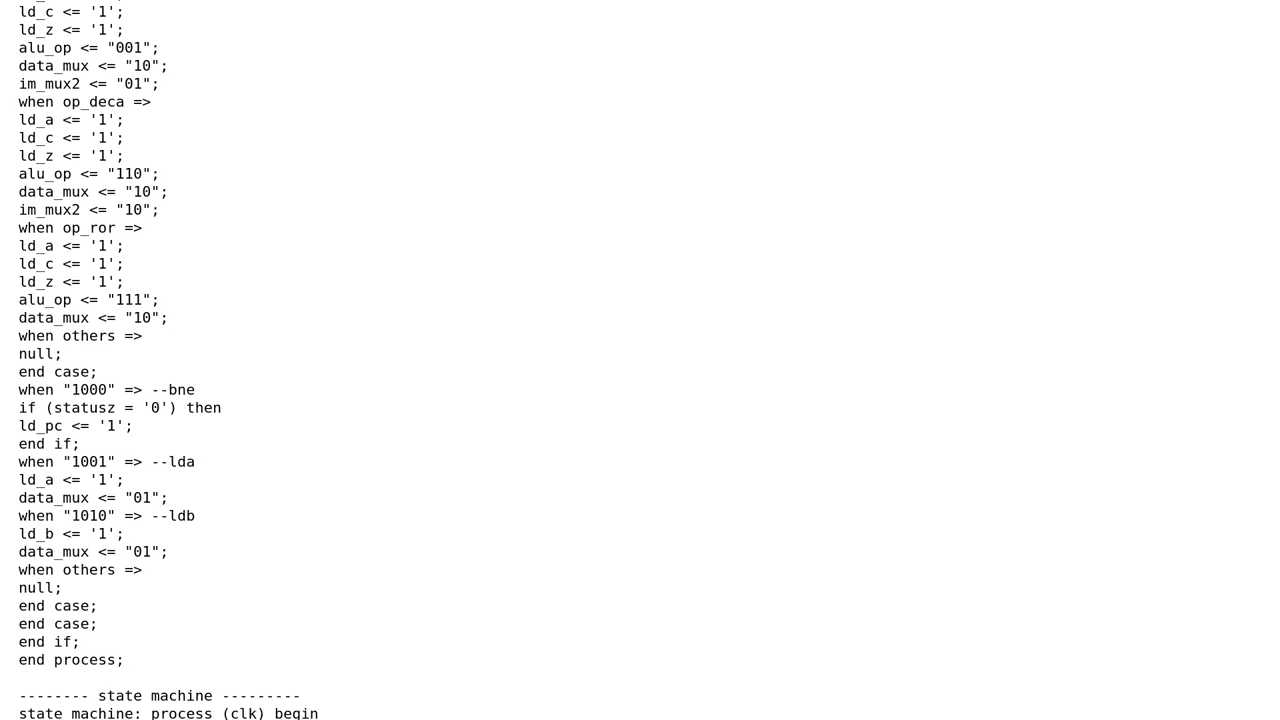 ld_c <= '1';
ld_z <= '1';
alu_op <= "001";
data_mux <= "10";
im_mux2 <= "01";
when op_deca =>
ld_a <= '1';
ld_c <= '1';
ld_z <= '1';
alu_op <= "110";
data_mux <= "10";
im_mux2 <= "10";
when op_ror =>
ld_a <= '1';
ld_c <= '1';
ld_z <= '1';
alu_op <= "111";
data_mux <= "10";
when others =>
null;
end case;
when "1000" => --bne
if (statusz = '0') then
ld_pc <= '1';
end if;
when "1001" => --lda
ld_a <= '1';
data_mux <= "01";
when "1010" => --ldb
ld_b <= '1';
data_mux <= "01";
when others =>
null;
end case;
end case;
end if;
end process;
-------- state machine ---------
state machine: process (clk) begin